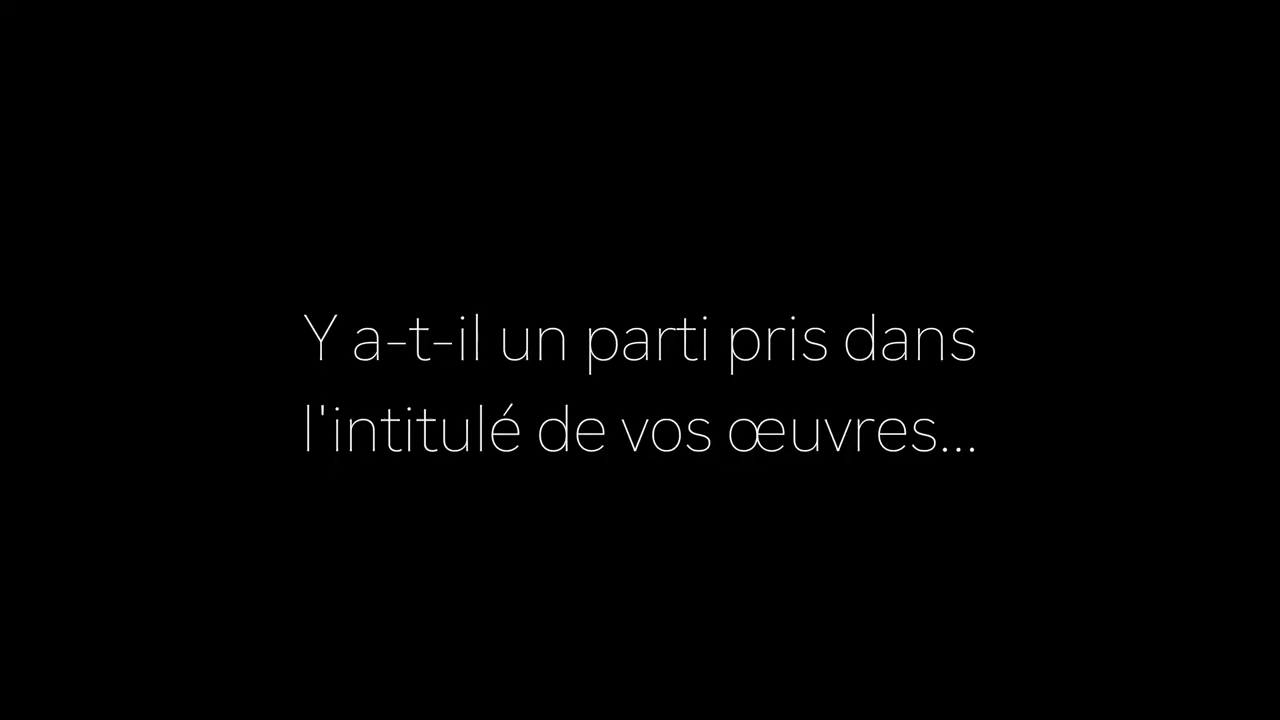 Y a-t-il un parti pris dans
l'intitulé de vos œuvres...